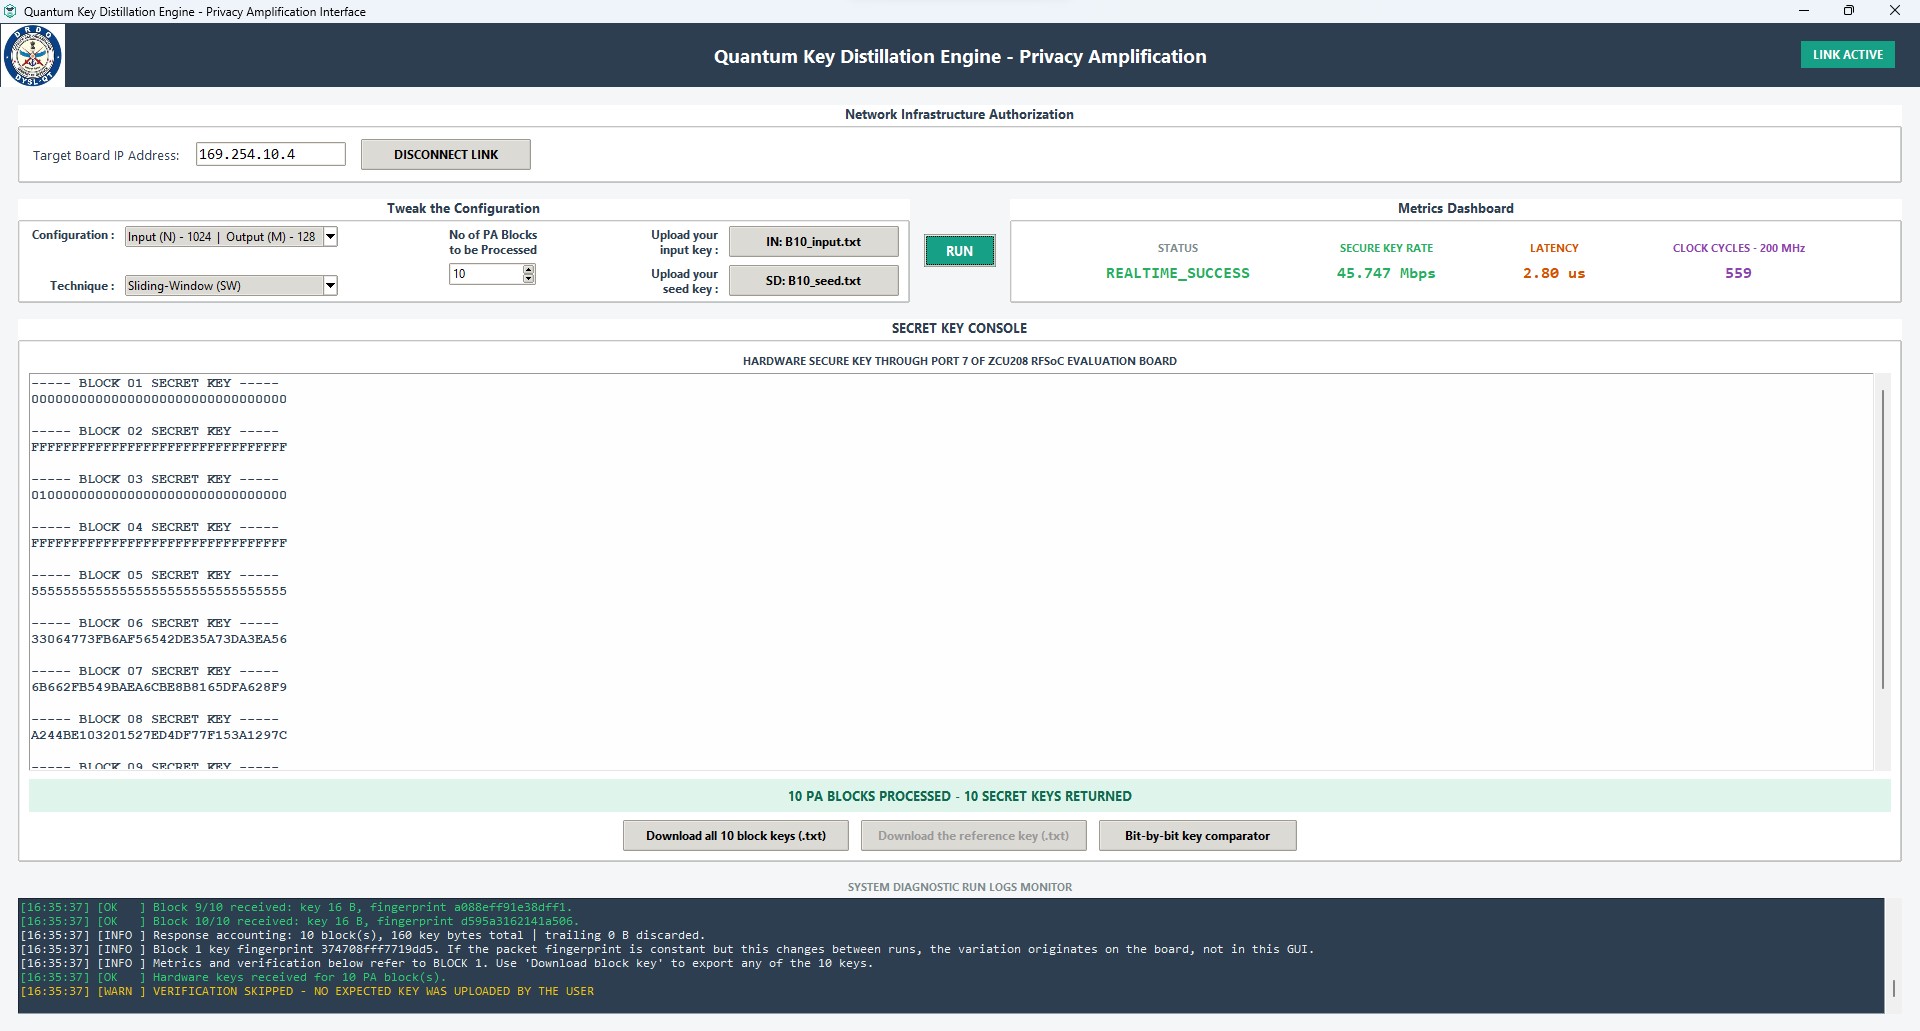 Quantum Key Distillation Engine - Privacy Amplification Interface
DRDO
DYSL-QT
Quantum Key Distillation Engine - Privacy Amplification
LINK ACTIVE
Network Infrastructure Authorization
Target Board IP Address: 169.254.10.4 DISCONNECT LINK
Tweak the Configuration
Configuration : Input (N) - 1024 | Output (M) - 128
Technique : Sliding-Window (SW)
No of PA Blocks
to be Processed
10
Upload your
input key :
IN: B10_input.txt
Upload your
seed key :
SD: B10_seed.txt
RUN
Metrics Dashboard
STATUS SECURE KEY RATE LATENCY CLOCK CYCLES - 200 MHz
REALTIME_SUCCESS 45.747 Mbps 2.80 us 559
SECRET KEY CONSOLE
HARDWARE SECURE KEY THROUGH PORT 7 OF ZCU208 RFSoC EVALUATION BOARD
----- BLOCK 01 SECRET KEY -----
00000000000000000000000000000000
----- BLOCK 02 SECRET KEY -----
FFFFFFFFFFFFFFFFFFFFFFFFFFFFFFFF
----- BLOCK 03 SECRET KEY -----
01000000000000000000000000000000
----- BLOCK 04 SECRET KEY -----
FFFFFFFFFFFFFFFFFFFFFFFFFFFFFFFF
----- BLOCK 05 SECRET KEY -----
55555555555555555555555555555555
----- BLOCK 06 SECRET KEY -----
33064773FB6AF56542DE35A73DA3EA56
----- BLOCK 07 SECRET KEY -----
6B662FB549BAEA6CBE8B8165DFA628F9
----- BLOCK 08 SECRET KEY -----
A244BE103201527ED4DF77F153A1297C
----- BLOCK 09 SECRET KEY -----
10 PA BLOCKS PROCESSED - 10 SECRET KEYS RETURNED
Download all 10 block keys (.txt) Download the reference key (.txt) Bit-by-bit key comparator
SYSTEM DIAGNOSTIC RUN LOGS MONITOR
[16:35:37] [OK   ] Block 9/10 received: key 16 B, fingerprint a088eff91e38dff1.
[16:35:37] [OK   ] Block 10/10 received: key 16 B, fingerprint d595a3162141a506.
[16:35:37] [INFO ] Response accounting: 10 block(s), 160 key bytes total | trailing 0 B discarded.
[16:35:37] [INFO ] Block 1 key fingerprint 374708fff7719dd5. If the packet fingerprint is constant but this changes between runs, the variation originates on the board, not in this GUI.
[16:35:37] [INFO ] Metrics and verification below refer to BLOCK 1. Use 'Download block key' to export any of the 10 keys.
[16:35:37] [OK   ] Hardware keys received for 10 PA block(s).
[16:35:37] [WARN ] VERIFICATION SKIPPED - NO EXPECTED KEY WAS UPLOADED BY THE USER